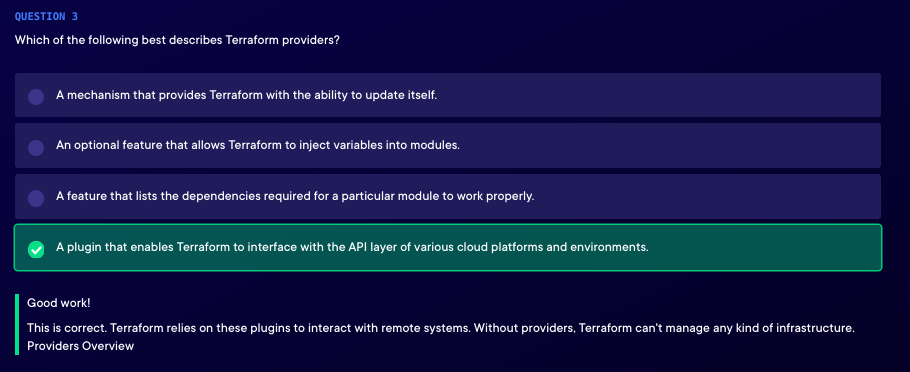 QUESTION 3
Which of the following best describes Terraform providers?
A mechanism that provides Terraform with the ability to update itself.
An optional feature that allows Terraform to inject variables into modules.
A feature that lists the dependencies required for a particular module to work properly.
A plugin that enables Terraform to interface with the API layer of various cloud platforms and environments.
Good work!
This is correct. Terraform relies on these plugins to interact with remote systems. Without providers, Terraform can't manage any kind of infrastructure.
Providers Overview